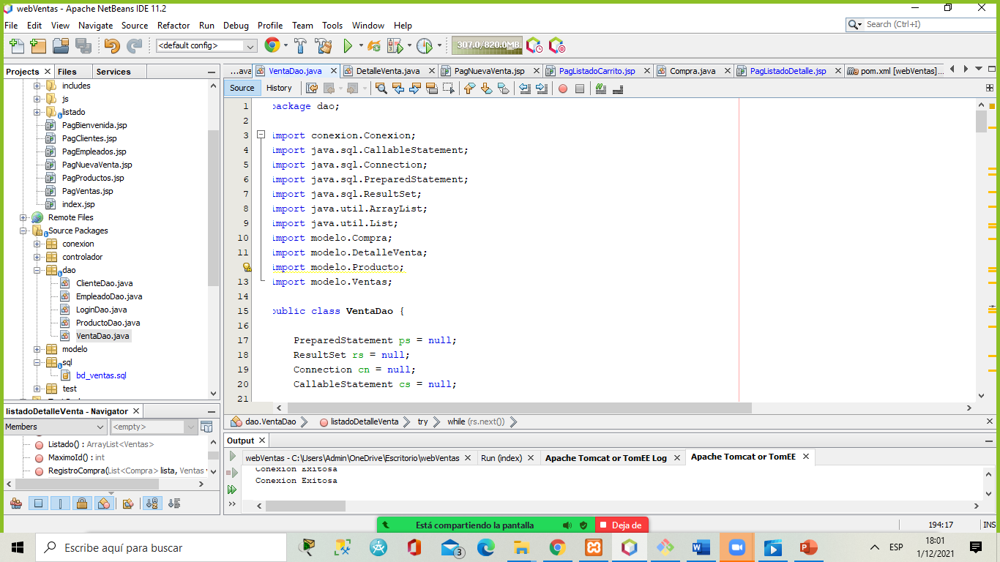 webVentas - Apache NetBeans IDE 11.2
File Edit View Navigate Source Refactor Run Debug Profile Team Tools Window Help
Search (Ctrl+I)
<default config>
307.0/820.0MB
Projects Files Services
includes
js
listado
PagBienvenida.jsp
PagClientes.jsp
PagEmpleados.jsp
PagNuevaVenta.jsp
PagProductos.jsp
PagVentas.jsp
index.jsp
Remote Files
Source Packages
conexion
controlador
dao
ClienteDao.java
EmpleadoDao.java
LoginDao.java
ProductoDao.java
VentaDao.java
modelo
sql
bd_ventas.sql
test
listadoDetalleVenta - Navigator
Members <empty>
Listado() : ArrayList<Ventas>
MaximoId() : int
RegistroCompra(List<Compra> lista, Ventas
...ava VentaDao.java DetalleVenta.java PagNuevaVenta.jsp PagListadoCarrito.jsp Compra.java PagListadoDetalle.jsp pom.xml [webVentas]...
Source History
1 package dao;
2
3 import conexion.Conexion;
4 import java.sql.CallableStatement;
5 import java.sql.Connection;
6 import java.sql.PreparedStatement;
7 import java.sql.ResultSet;
8 import java.util.ArrayList;
9 import java.util.List;
10 import modelo.Compra;
11 import modelo.DetalleVenta;
import modelo.Producto;
13 import modelo.Ventas;
14
15 public class VentaDao {
16
17 PreparedStatement ps = null;
18 ResultSet rs = null;
19 Connection cn = null;
20 CallableStatement cs = null;
21
dao.VentaDao listadoDetalleVenta try while (rs.next())
Output
webVentas - C:\Users\Admin\OneDrive\Escritorio\webVentas Run (index) Apache Tomcat or TomEE Log Apache Tomcat or TomEE
Conexion Exitosa
Conexion Exitosa
Está compartiendo la pantalla Deja de
194:17 INS
Escribe aquí para buscar
3
ESP
18:01
1/12/2021